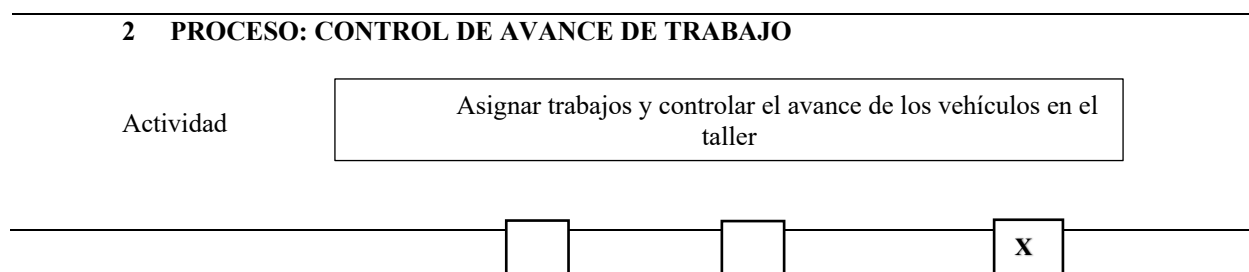 2 PROCESO: CONTROL DE AVANCE DE TRABAJO
Actividad
Asignar trabajos y controlar el avance de los vehículos en el
taller
X